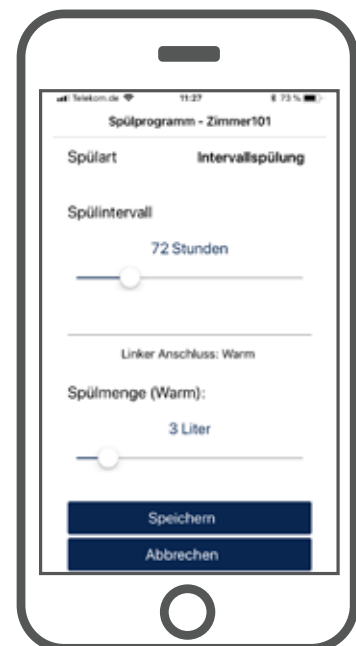 Telekom.de 11:27 73 %
Spülprogramm - Zimmer101
Spülart Intervallspülung
Spülintervall
72 Stunden
Linker Anschluss: Warm
Spülmenge (Warm):
3 Liter
Speichern
Abbrechen